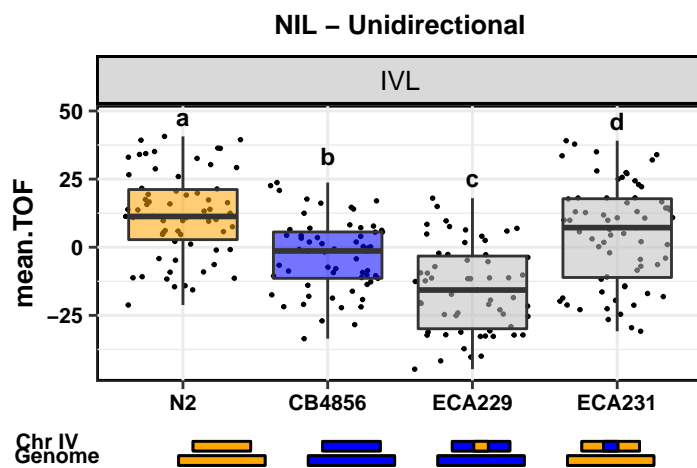 NIL – Unidirectional
IVL
50
25
0
−25
mean.TOF
a
b
c
d
N2 CB4856 ECA229 ECA231
Chr IV
Genome